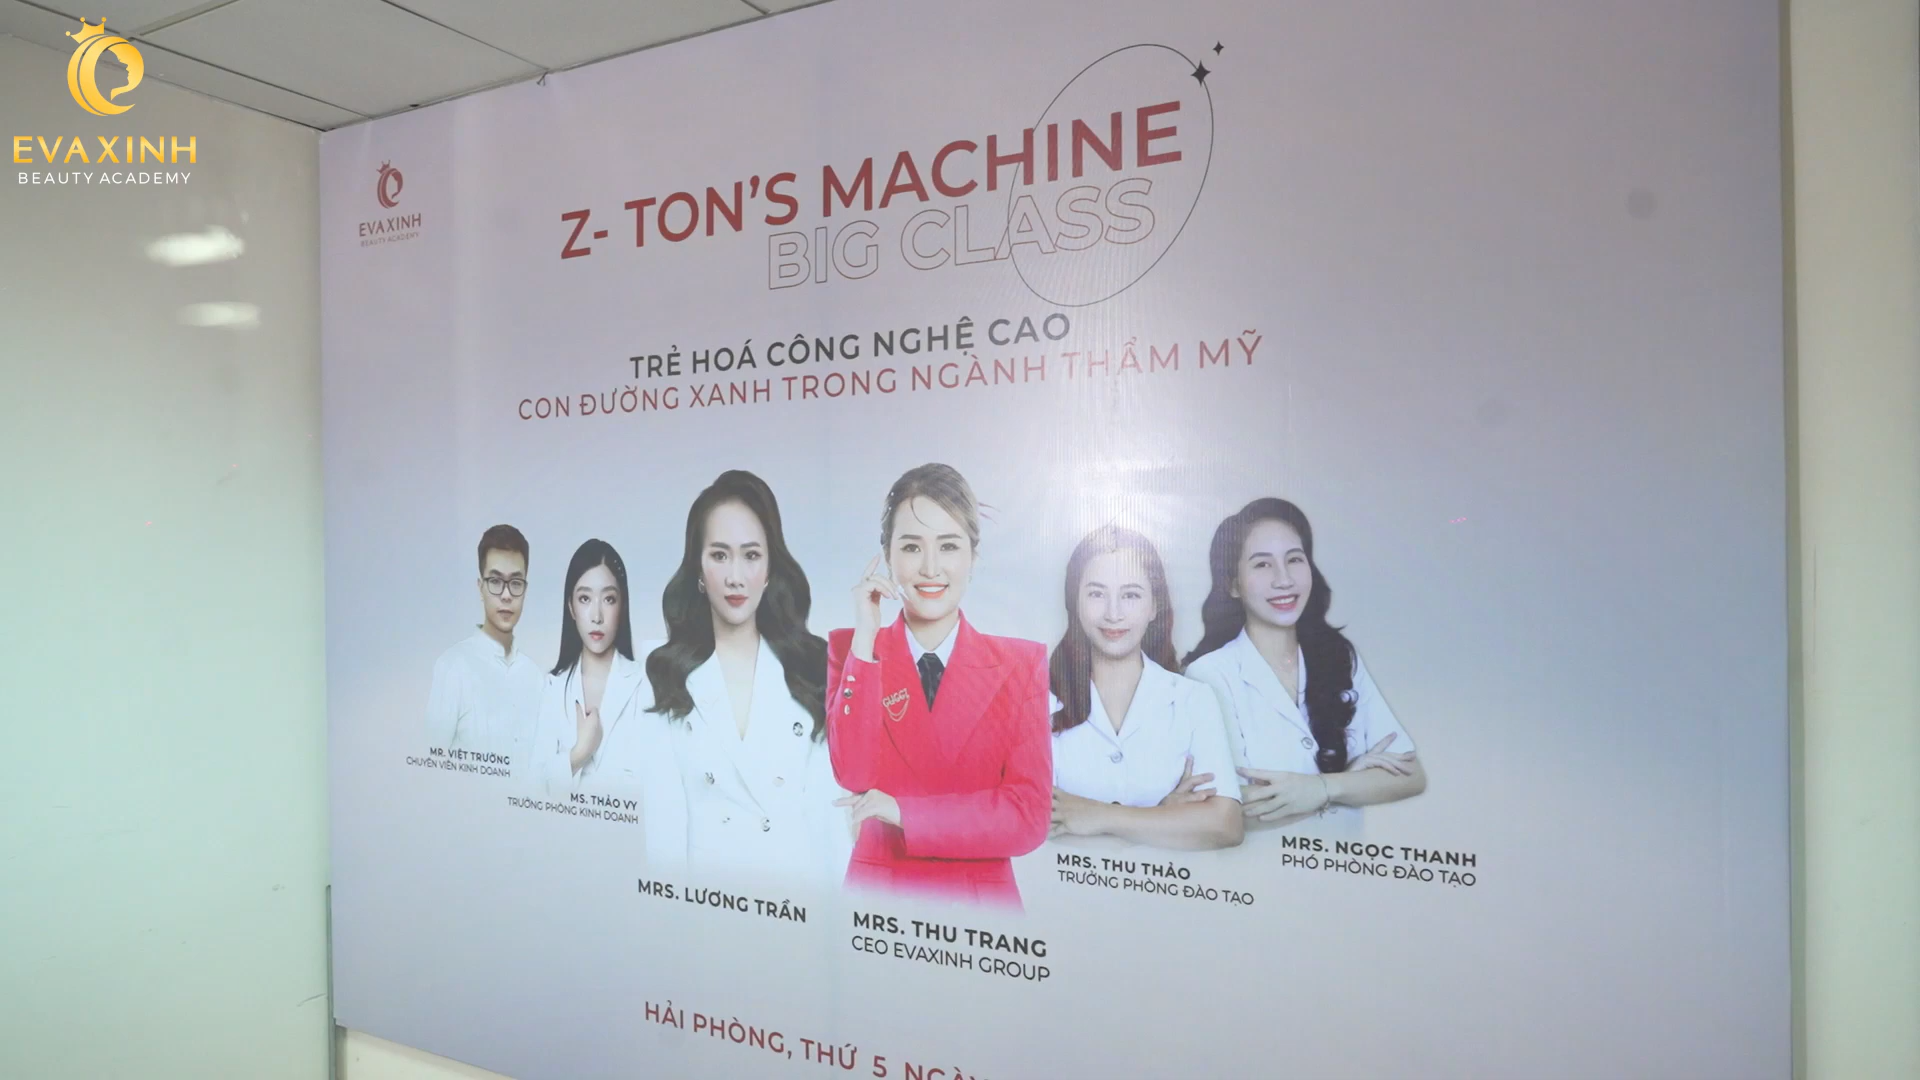 EVAXINH
BEAUTY ACADEMY
EVAXINH
BEAUTY ACADEMY
Z- TON'S MACHINE
BIG CLASS
TRẺ HOÁ CÔNG NGHỆ CAO
CON ĐƯỜNG XANH TRONG NGÀNH THẨM MỸ
GUCCI
MR. VIỆT TRƯỜNG
CHUYÊN VIÊN KINH DOANH
MS. THẢO VY
TRƯỞNG PHÒNG KINH DOANH
MRS. LƯƠNG TRẦN
MRS. THU TRANG
CEO EVAXINH GROUP
MRS. THU THẢO
TRƯỞNG PHÒNG ĐÀO TẠO
MRS. NGỌC THANH
PHÓ PHÒNG ĐÀO TẠO
HẢI PHÒNG, THỨ 5 NGÀY